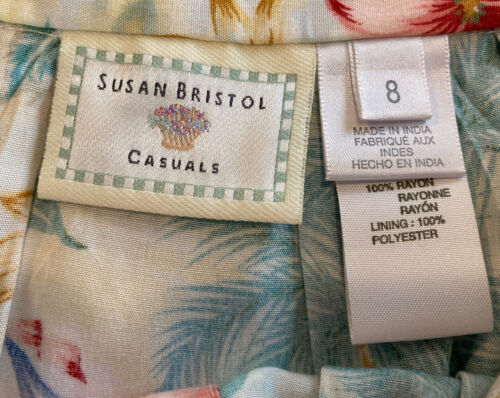 SUSAN BRISTOL
CASUALS
8
MADE IN INDIA
FABRIQUÉ AUX
INDES
HECHO EN INDIA
100% RAYON
RAYONNE
RAYÓN
LINING : 100%
POLYESTER